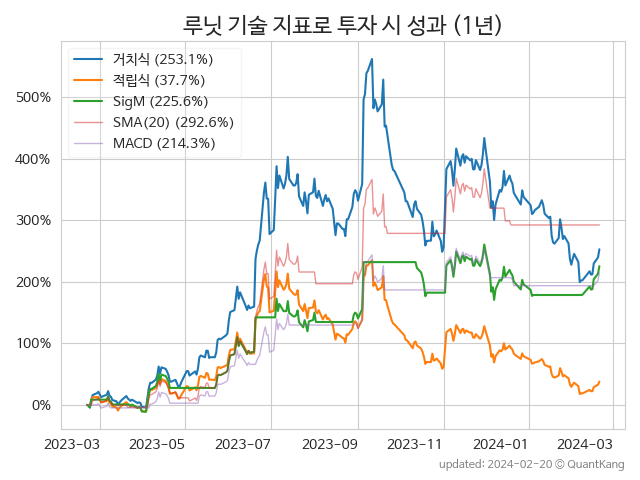 루닛 기술 지표로 투자 시 성과 (1년)
거치식 (253.1%)
적립식 (37.7%)
SigM (225.6%)
SMA(20) (292.6%)
MACD (214.3%)
500%
400%
300%
200%
100%
0%
2023-03 2023-05 2023-07 2023-09 2023-11 2024-01 2024-03
updated: 2024-02-20 © QuantKang